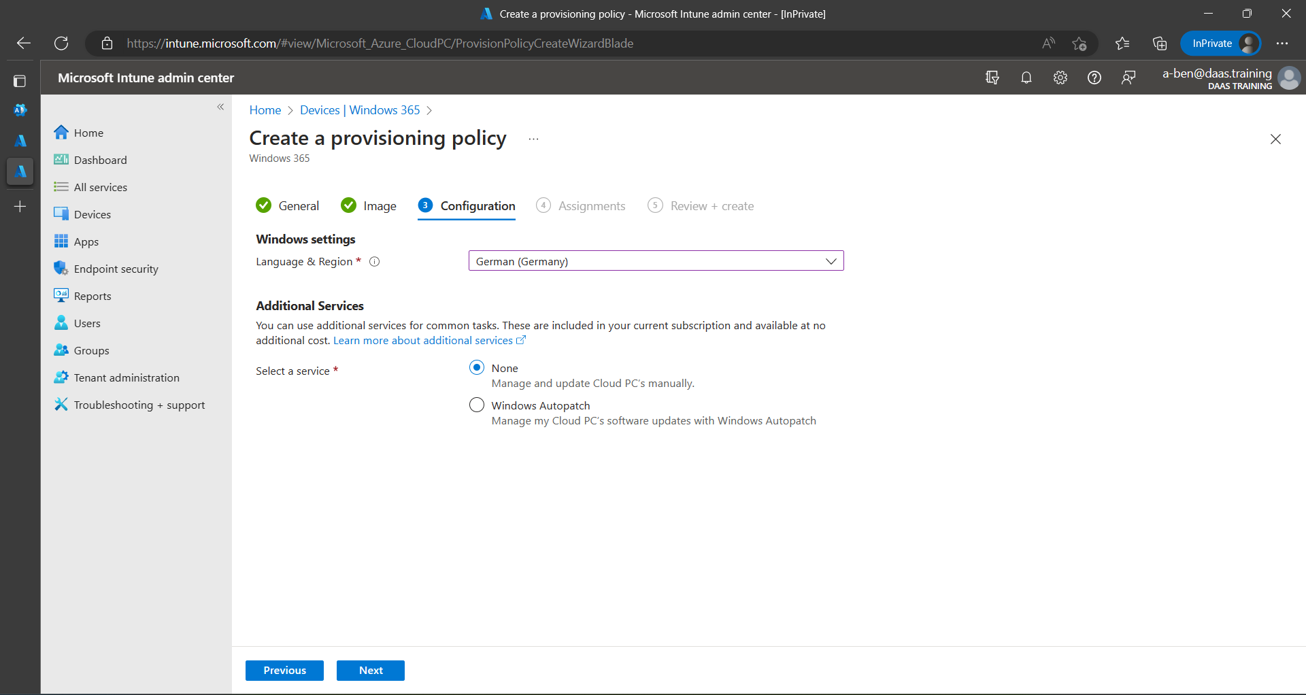 Create a provisioning policy - Microsoft Intune admin center - [InPrivate]
https://intune.microsoft.com/#view/Microsoft_Azure_CloudPC/ProvisionPolicyCreateWizardBlade
InPrivate
Microsoft Intune admin center
a-ben@daas.training
DAAS TRAINING
Home
Dashboard
All services
Devices
Apps
Endpoint security
Reports
Users
Groups
Tenant administration
Troubleshooting + support
Home > Devices | Windows 365 >
Create a provisioning policy ...
Windows 365
General Image 3 Configuration 4 Assignments 5 Review + create
Windows settings
Language & Region * German (Germany)
Additional Services
You can use additional services for common tasks. These are included in your current subscription and available at no
additional cost. Learn more about additional services
Select a service * None
Manage and update Cloud PC's manually.
Windows Autopatch
Manage my Cloud PC's software updates with Windows Autopatch
Previous Next